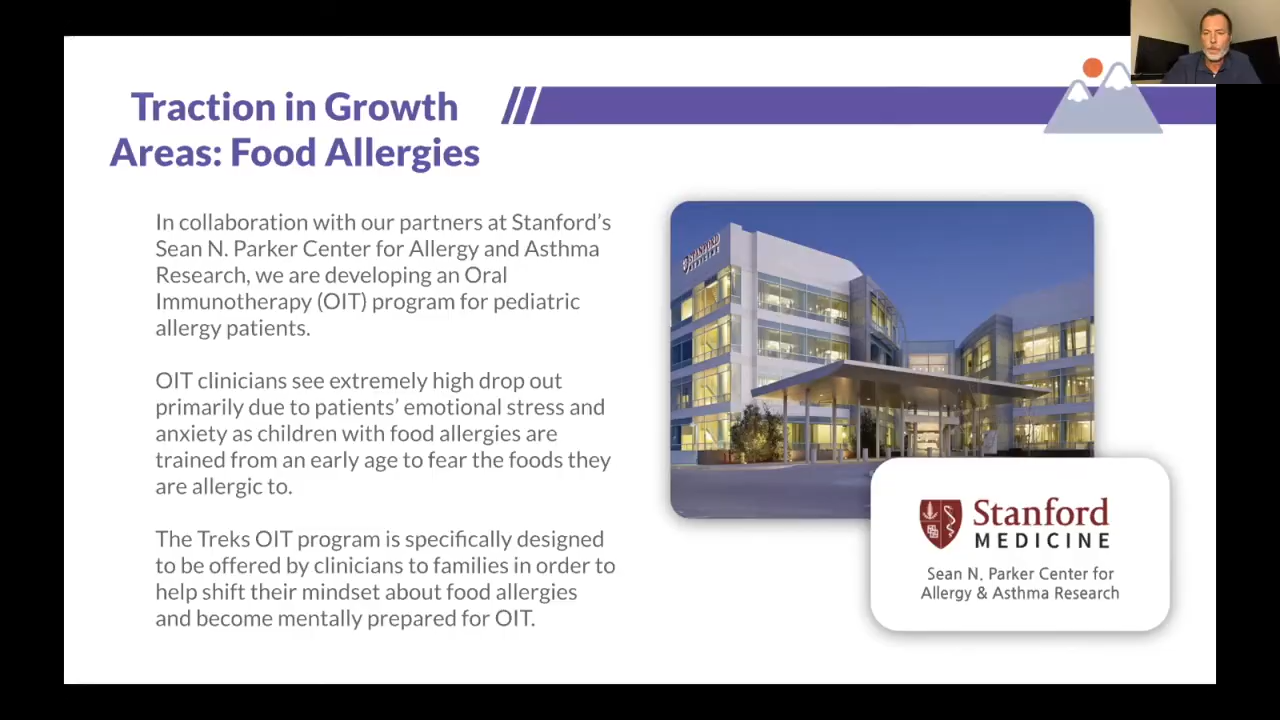 Traction in Growth
Areas: Food Allergies
In collaboration with our partners at Stanford's
Sean N. Parker Center for Allergy and Asthma
Research, we are developing an Oral
Immunotherapy (OIT) program for pediatric
allergy patients.
OIT clinicians see extremely high drop out
primarily due to patients' emotional stress and
anxiety as children with food allergies are
trained from an early age to fear the foods they
are allergic to.
The Treks OIT program is specifically designed
to be offered by clinicians to families in order to
help shift their mindset about food allergies
and become mentally prepared for OIT.
STANFORD
MEDICINE
Stanford
MEDICINE
Sean N. Parker Center for
Allergy & Asthma Research